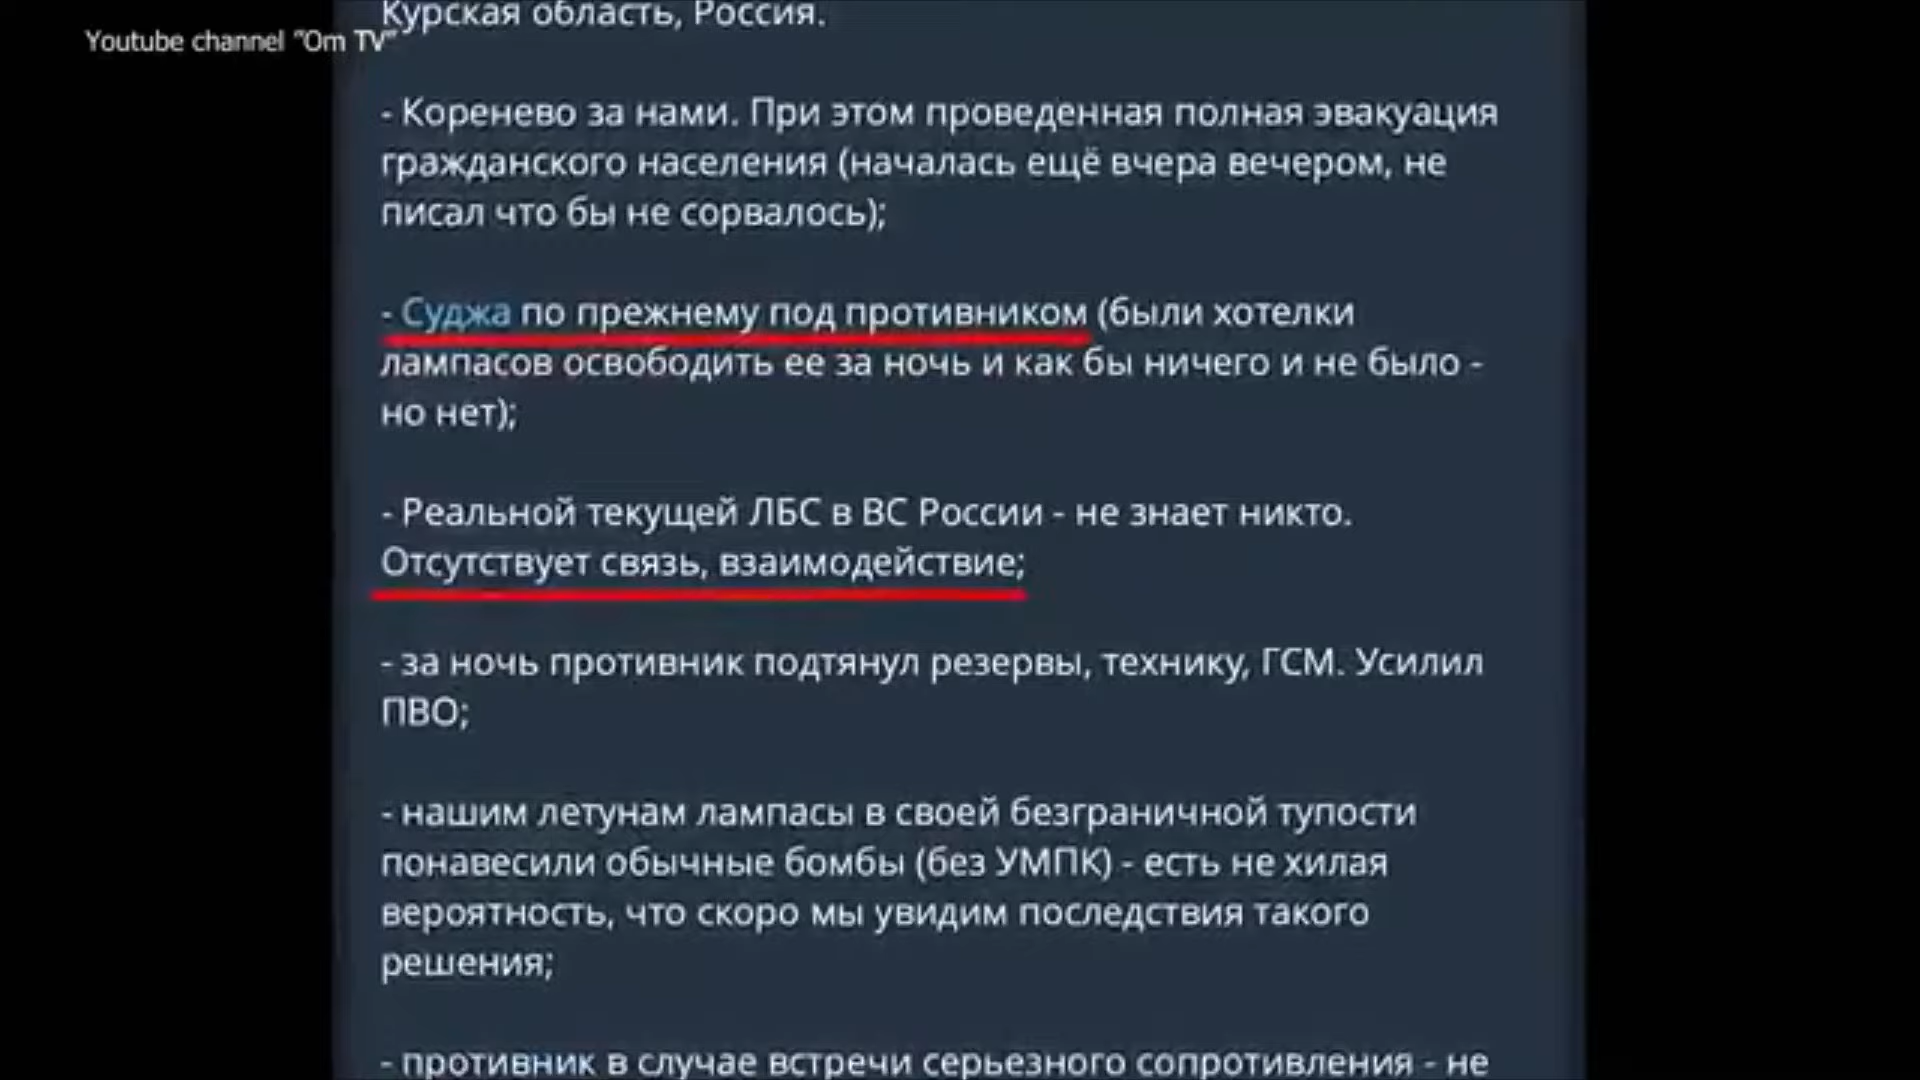 Курская область, Россия.
Youtube channel "Om TV"
- Коренево за нами. При этом проведенная полная эвакуация
гражданского населения (началась ещё вчера вечером, не
писал что бы не сорвалось);
- Суджа по прежнему под противником (были хотелки
лампасов освободить ее за ночь и как бы ничего и не было -
но нет);
- Реальной текущей ЛБС в ВС России - не знает никто.
Отсутствует связь, взаимодействие;
- за ночь противник подтянул резервы, технику, ГСМ. Усилил
ПВО;
- нашим летунам лампасы в своей безграничной тупости
понавесили обычные бомбы (без УМПК) - есть не хилая
вероятность, что скоро мы увидим последствия такого
решения;
- противник в случае встречи серьезного сопротивления - не